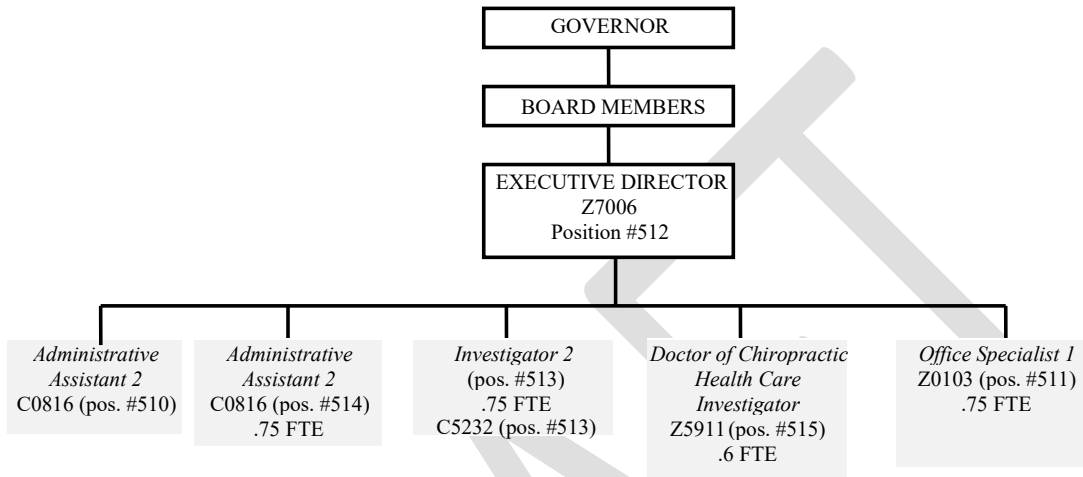 GOVERNOR
BOARD MEMBERS
EXECUTIVE DIRECTOR
Z7006
Position #512
Administrative
Assistant 2
C0816 (pos. #510)
Administrative
Assistant 2
C0816 (pos. #514)
.75 FTE
Investigator 2
(pos. #513)
.75 FTE
C5232 (pos. #513)
Doctor of Chiropractic
Health Care
Investigator
Z5911 (pos. #515)
.6 FTE
Office Specialist 1
Z0103 (pos. #511)
.75 FTE